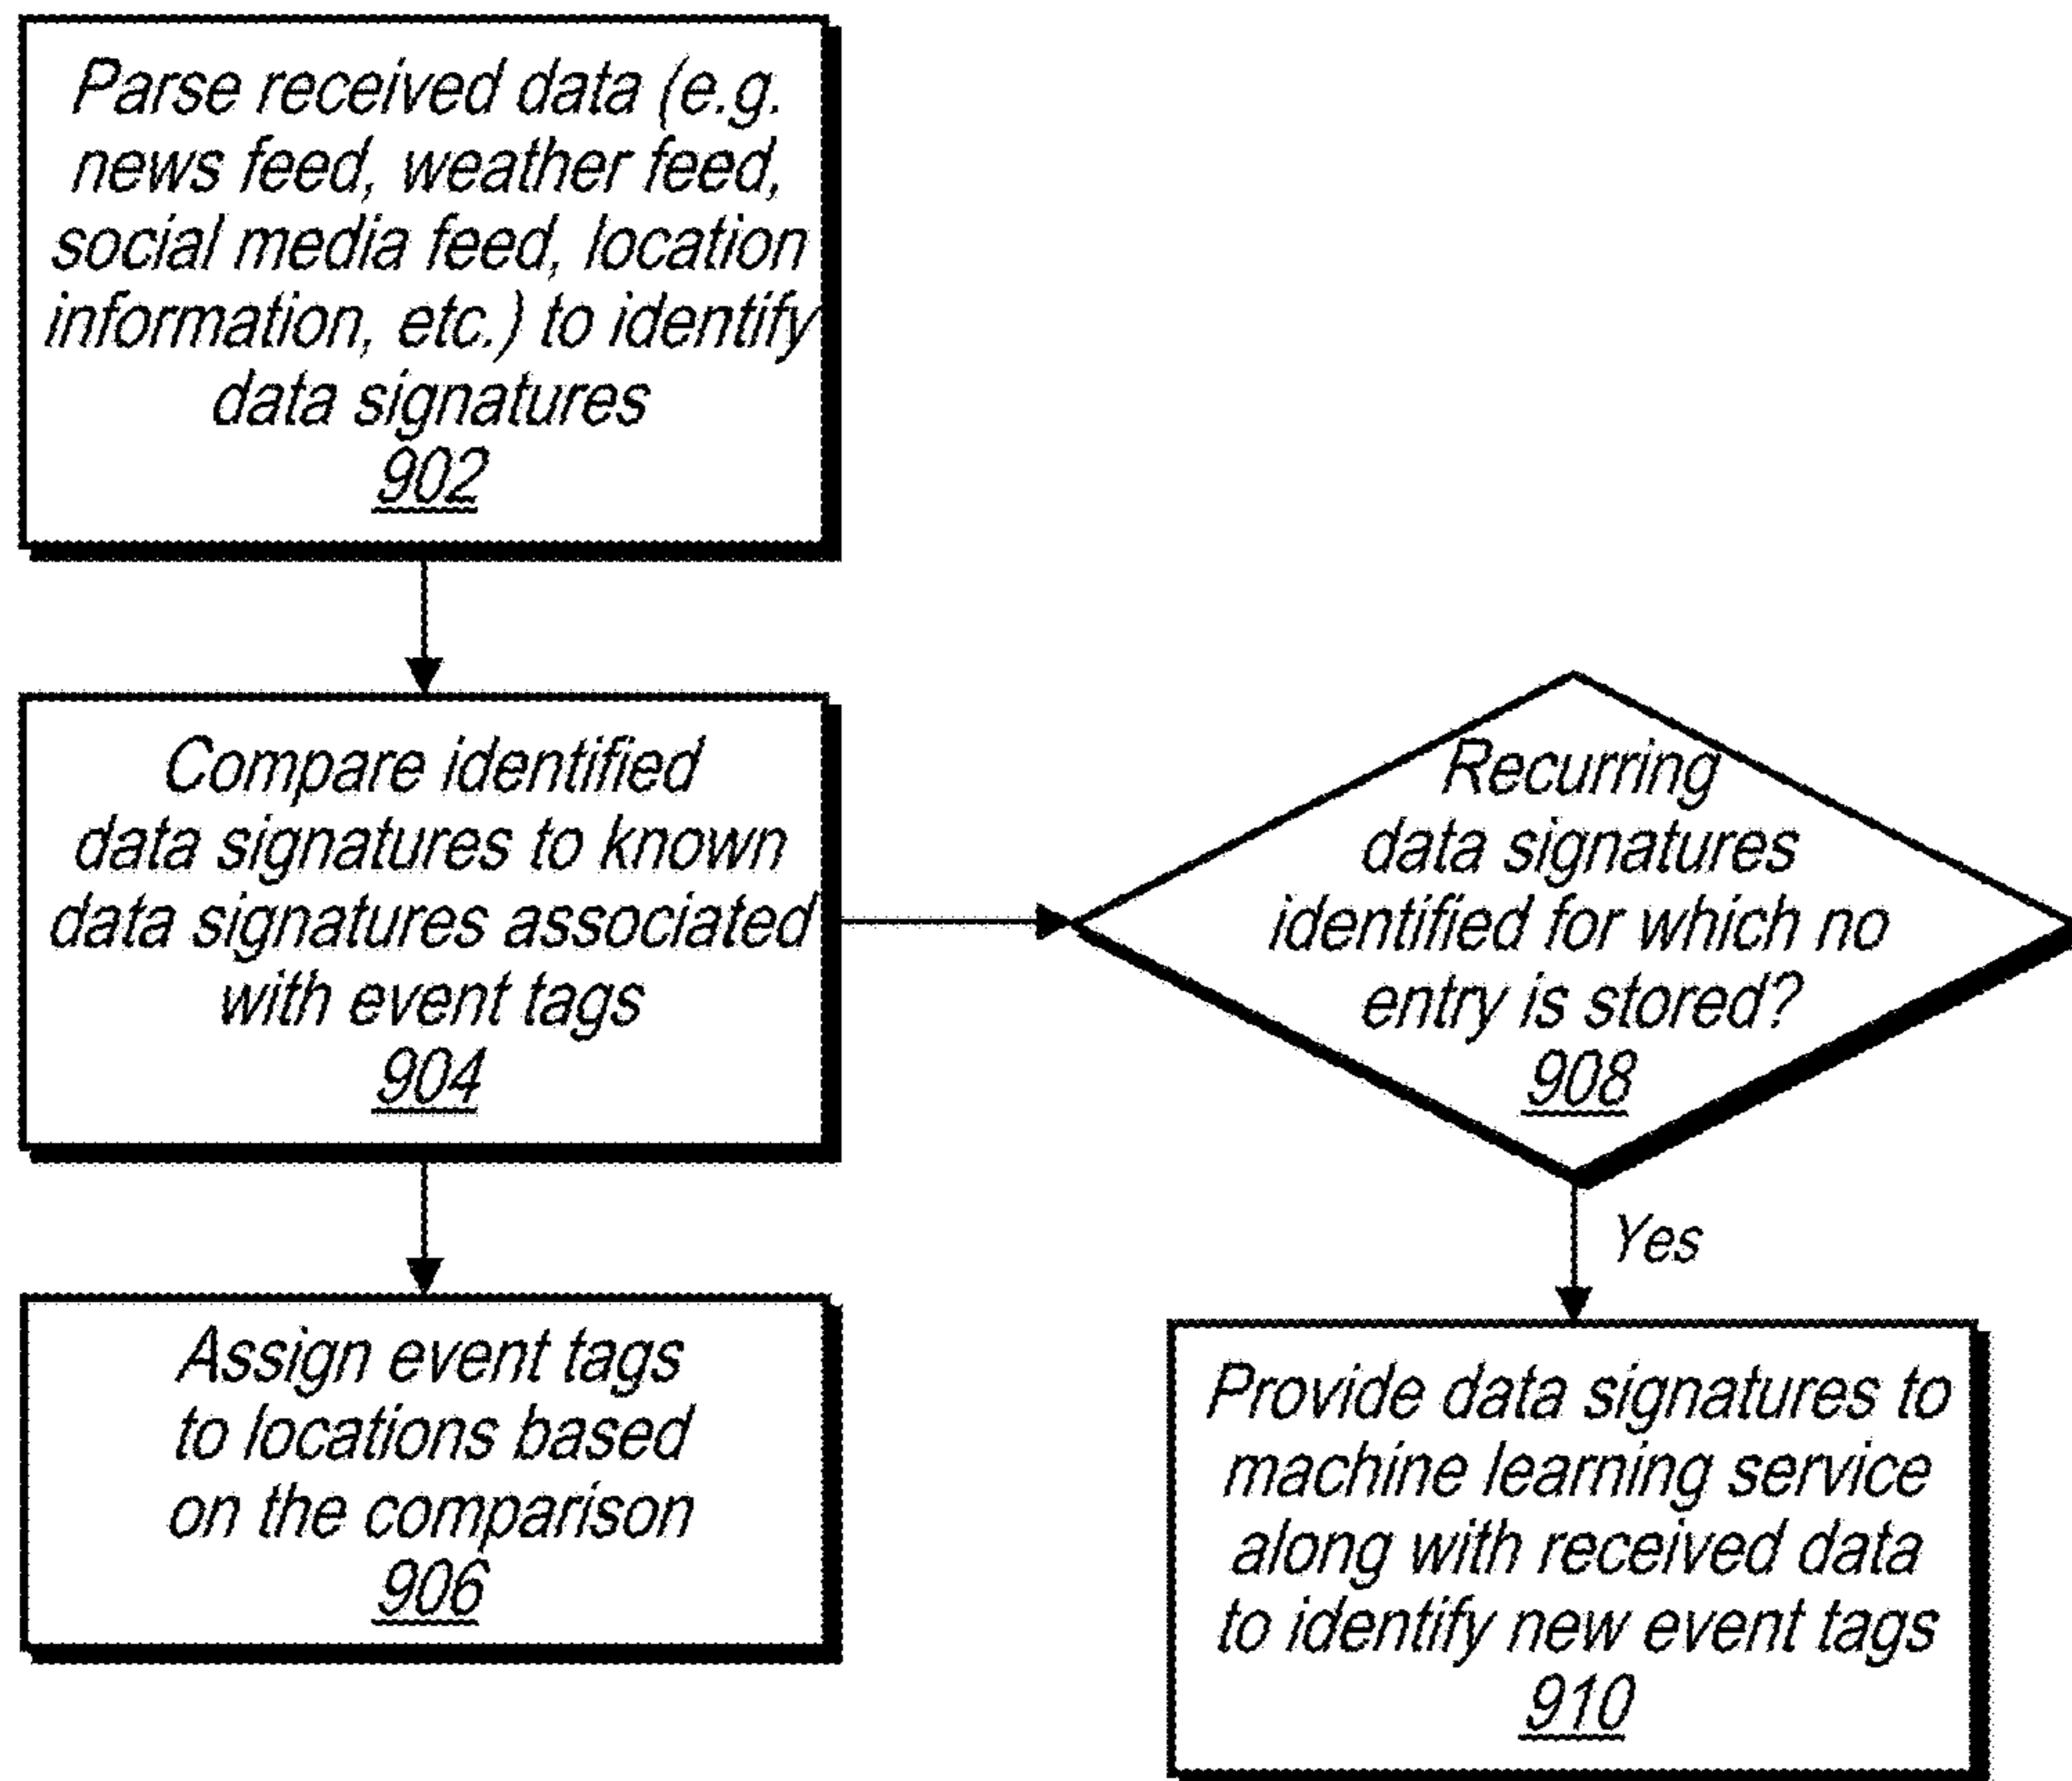 Parse received data (e.g.
news feed, weather feed,
social media feed, location
information, etc.) to identify
data signatures
902
Compare identified
data signatures to known
data signatures associated
with event tags
904
Assign event tags
to locations based
on the comparison
906
Recurring
data signatures
identified for which no
entry is stored?
908
Yes
Provide data signatures to
machine learning service
along with received data
to identify new event tags
910